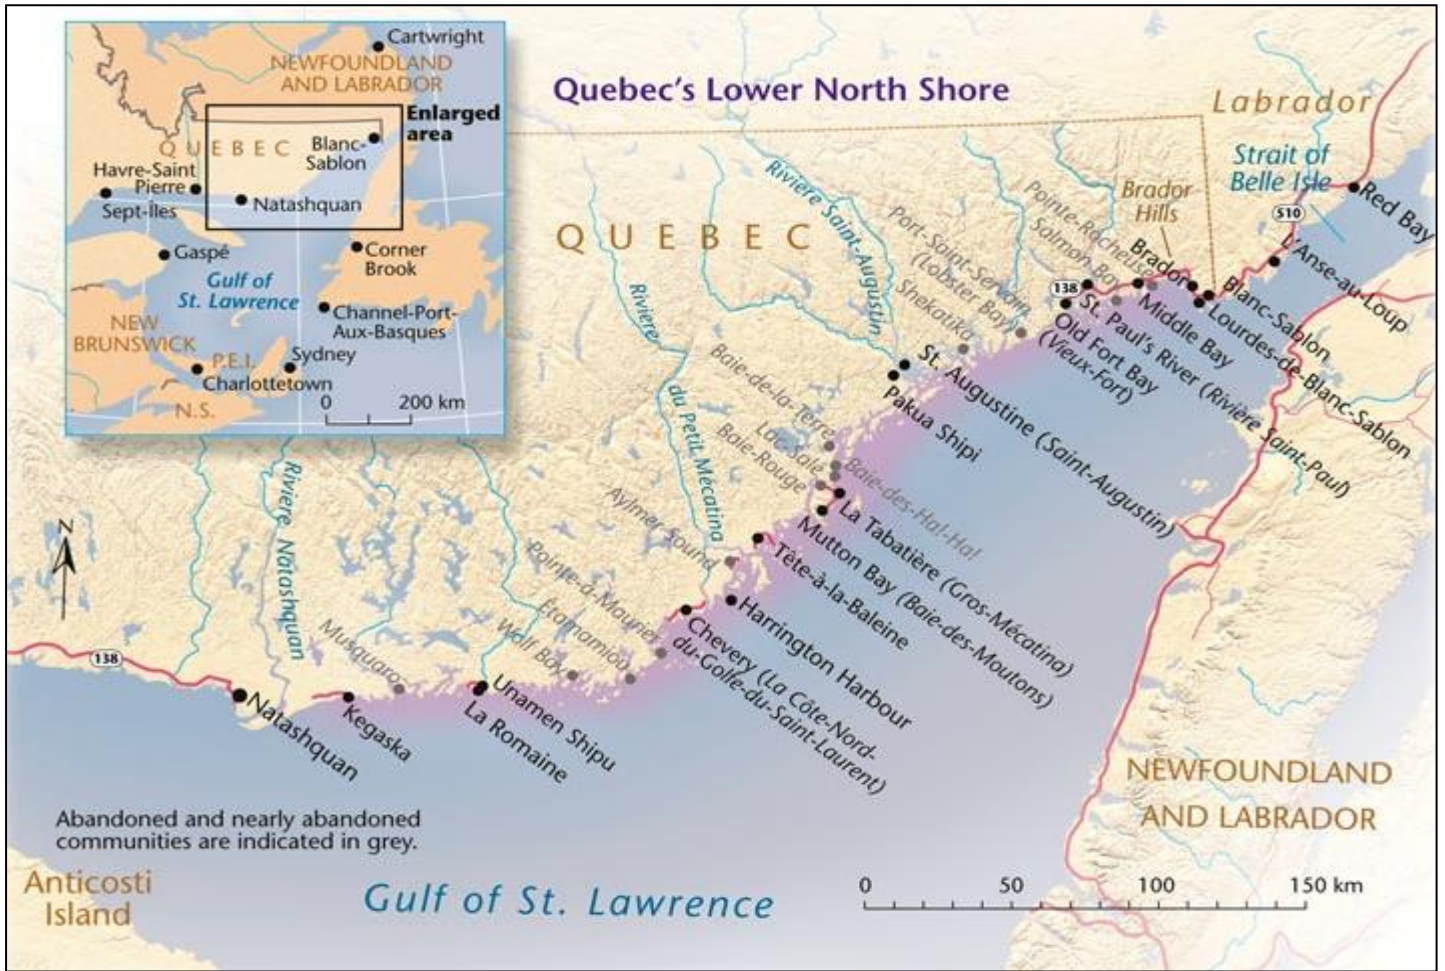 Cartwright
NEWFOUNDLAND
AND LABRADOR
Enlarged
area
QUEBEC
Blanc-
Sablon
Havre-Saint
Pierre
Sept-Îles
Natashquan
Gaspé
Corner
Brook
Gulf of
St. Lawrence
Channel-Port-
Aux-Basques
NEW
BRUNSWICK
P.E.I.
Sydney
Charlottetown
N.S.
0 200 km
Quebec's Lower North Shore
Labrador
Strait of
Belle Isle
Brador
Hills
QUEBEC
Rivière Saint-Augustin
Rivière
du Petit Mécatina
Riviere Natashquan
Red Bay
510
L'Anse-au-Loup
Blanc-Sablon
Lourdes-de-Blanc-Sablon
Brador
Middle Bay
Pointe-Rocheuse
Salmon Bay
138
St. Paul's River (Rivière Saint-Paul)
Old Fort Bay
(Vieux-Fort)
Port-Saint-Servain
(Lobster Bay)
Shekatika
St. Augustine (Saint-Augustin)
Pakua Shipi
Baie-de-la-Terre
Lac-Salé
Baie-Rouge
Baie-des-Ha!-Ha!
La Tabatière (Gros-Mécatina)
Mutton Bay (Baie-des-Moutons)
Tête-à-la-Baleine
Aylmer Sound
Harrington Harbour
Chevery (La Côte-Nord-
du-Golfe-du-Saint-Laurent)
Pointe-à-Maurier
Étamamiou
Wolf Bay
Unamen Shipu
La Romaine
Musquaro
Kegaska
Natashquan
138
N
Abandoned and nearly abandoned
communities are indicated in grey.
Anticosti
Island
Gulf of St. Lawrence
NEWFOUNDLAND
AND LABRADOR
0 50 100 150 km